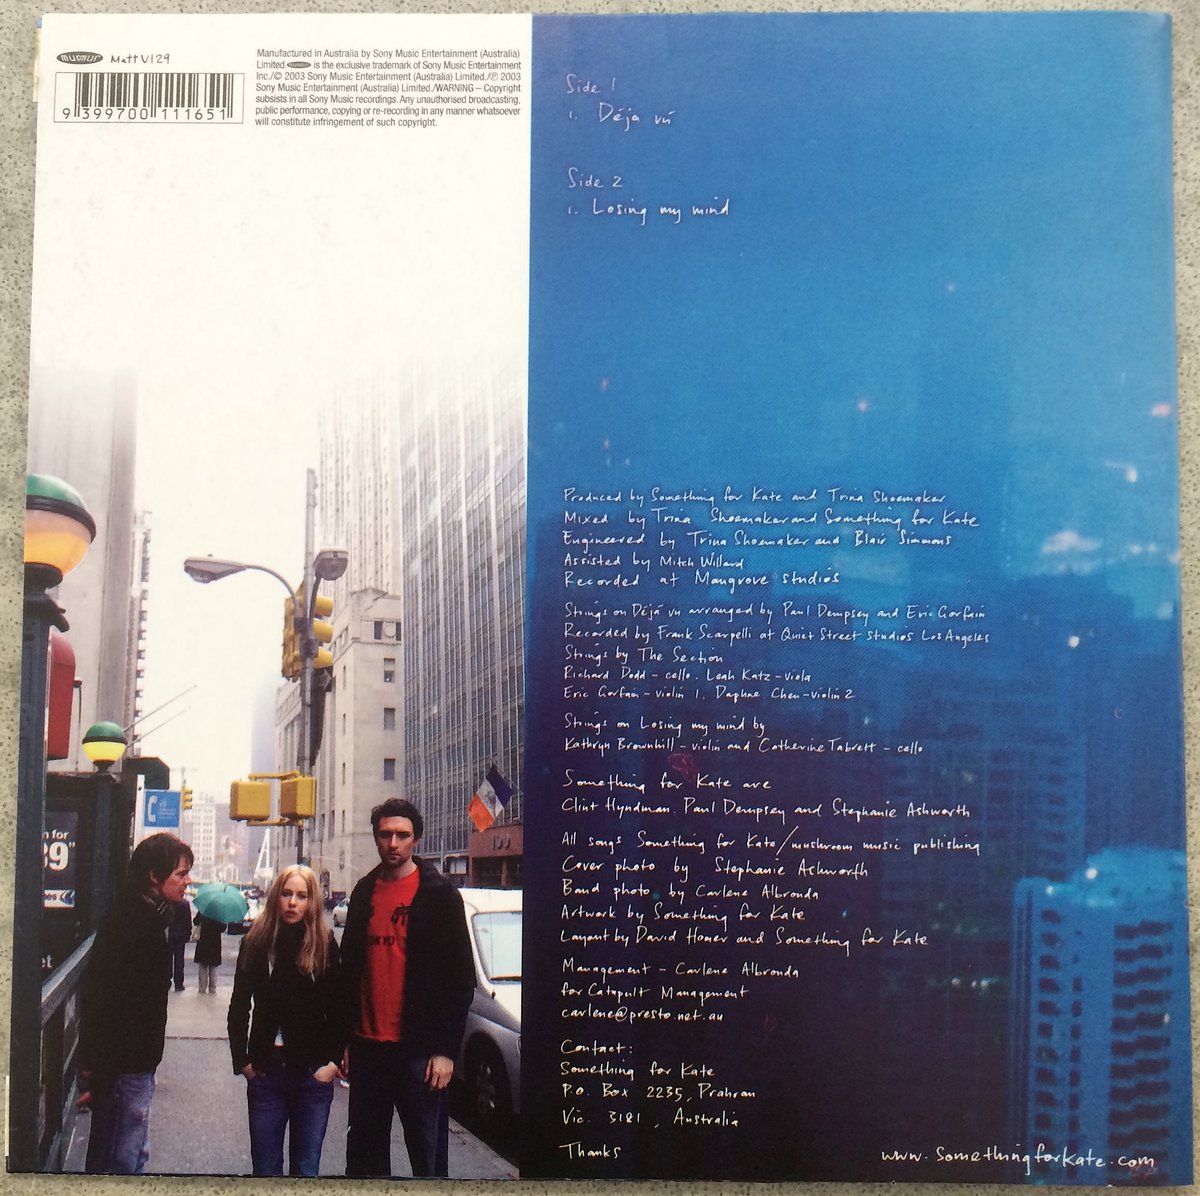 murmur MATTV129
9 399700 111651
Manufactured in Australia by Sony Music Entertainment (Australia)
Limited. is the exclusive trademark of Sony Music Entertainment
Inc./© 2003 Sony Music Entertainment (Australia) Limited./℗ 2003
Sony Music Entertainment (Australia) Limited./WARNING – Copyright
subsists in all Sony Music recordings. Any unauthorised broadcasting,
public performance, copying or re-recording in any manner whatsoever
will constitute infringement of such copyright.
Side 1
1. Déja vú
Side 2
1. Losing my mind
Produced by Something for Kate and Trina Shoemaker
Mixed by Trina Shoemaker and Something for Kate
Engineered by Trina Shoemaker and Blair Simmons
Assisted by Mitch Willard
Recorded at Mangrove studios
Strings on Déjá vu arranged by Paul Dempsey and Eric Gorfain
Recorded by Frank Scarpelli at Quiet Street studios Los Angeles
Strings by The Section
Richard Dodd – cello. Leah Katz – viola
Eric Gorfain – violin 1. Daphne Chen – violin 2
Strings on Losing my mind by
Kathryn Brownhill – violin and Catherine Tabrett – cello
Something for Kate are
Clint Hyndman. Paul Dempsey and Stephanie Ashworth
All songs Something for Kate/mushroom music publishing
Cover photo by Stephanie Ashworth
Band photo by Carlene Albronda
Artwork by Something for Kate
Layout by David Homer and Something for Kate
Management – Carlene Albronda
for Catapult Management
carlene@presto.net.au
Contact:
Something for Kate
P.O. Box 2235, Prahran
Vic. 3181, Australia
Thanks
www.somethingforkate.com